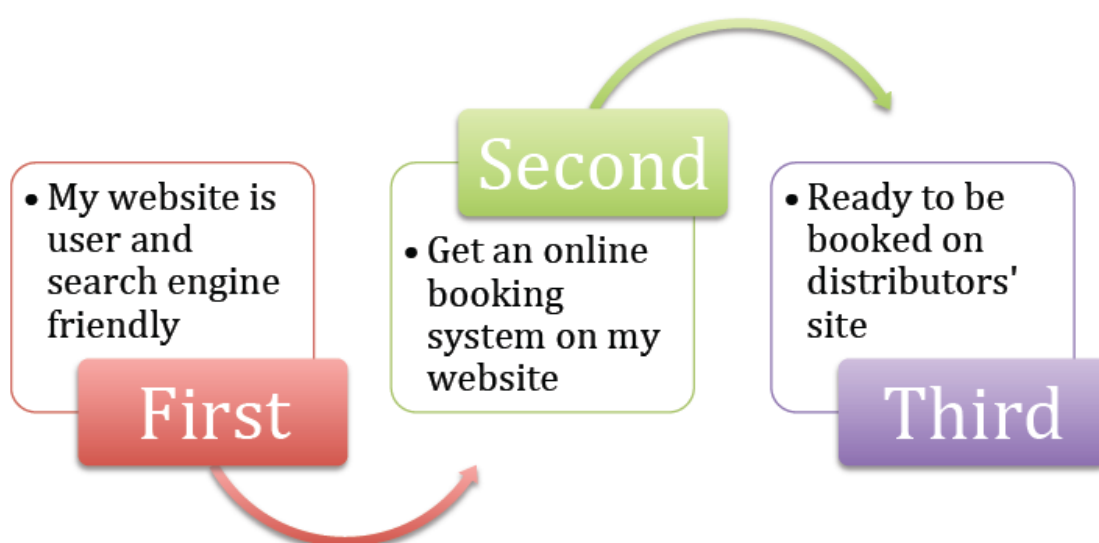 • My website is
user and
search engine
friendly
First
Second
• Get an online
booking
system on my
website
• Ready to be
booked on
distributors'
site
Third